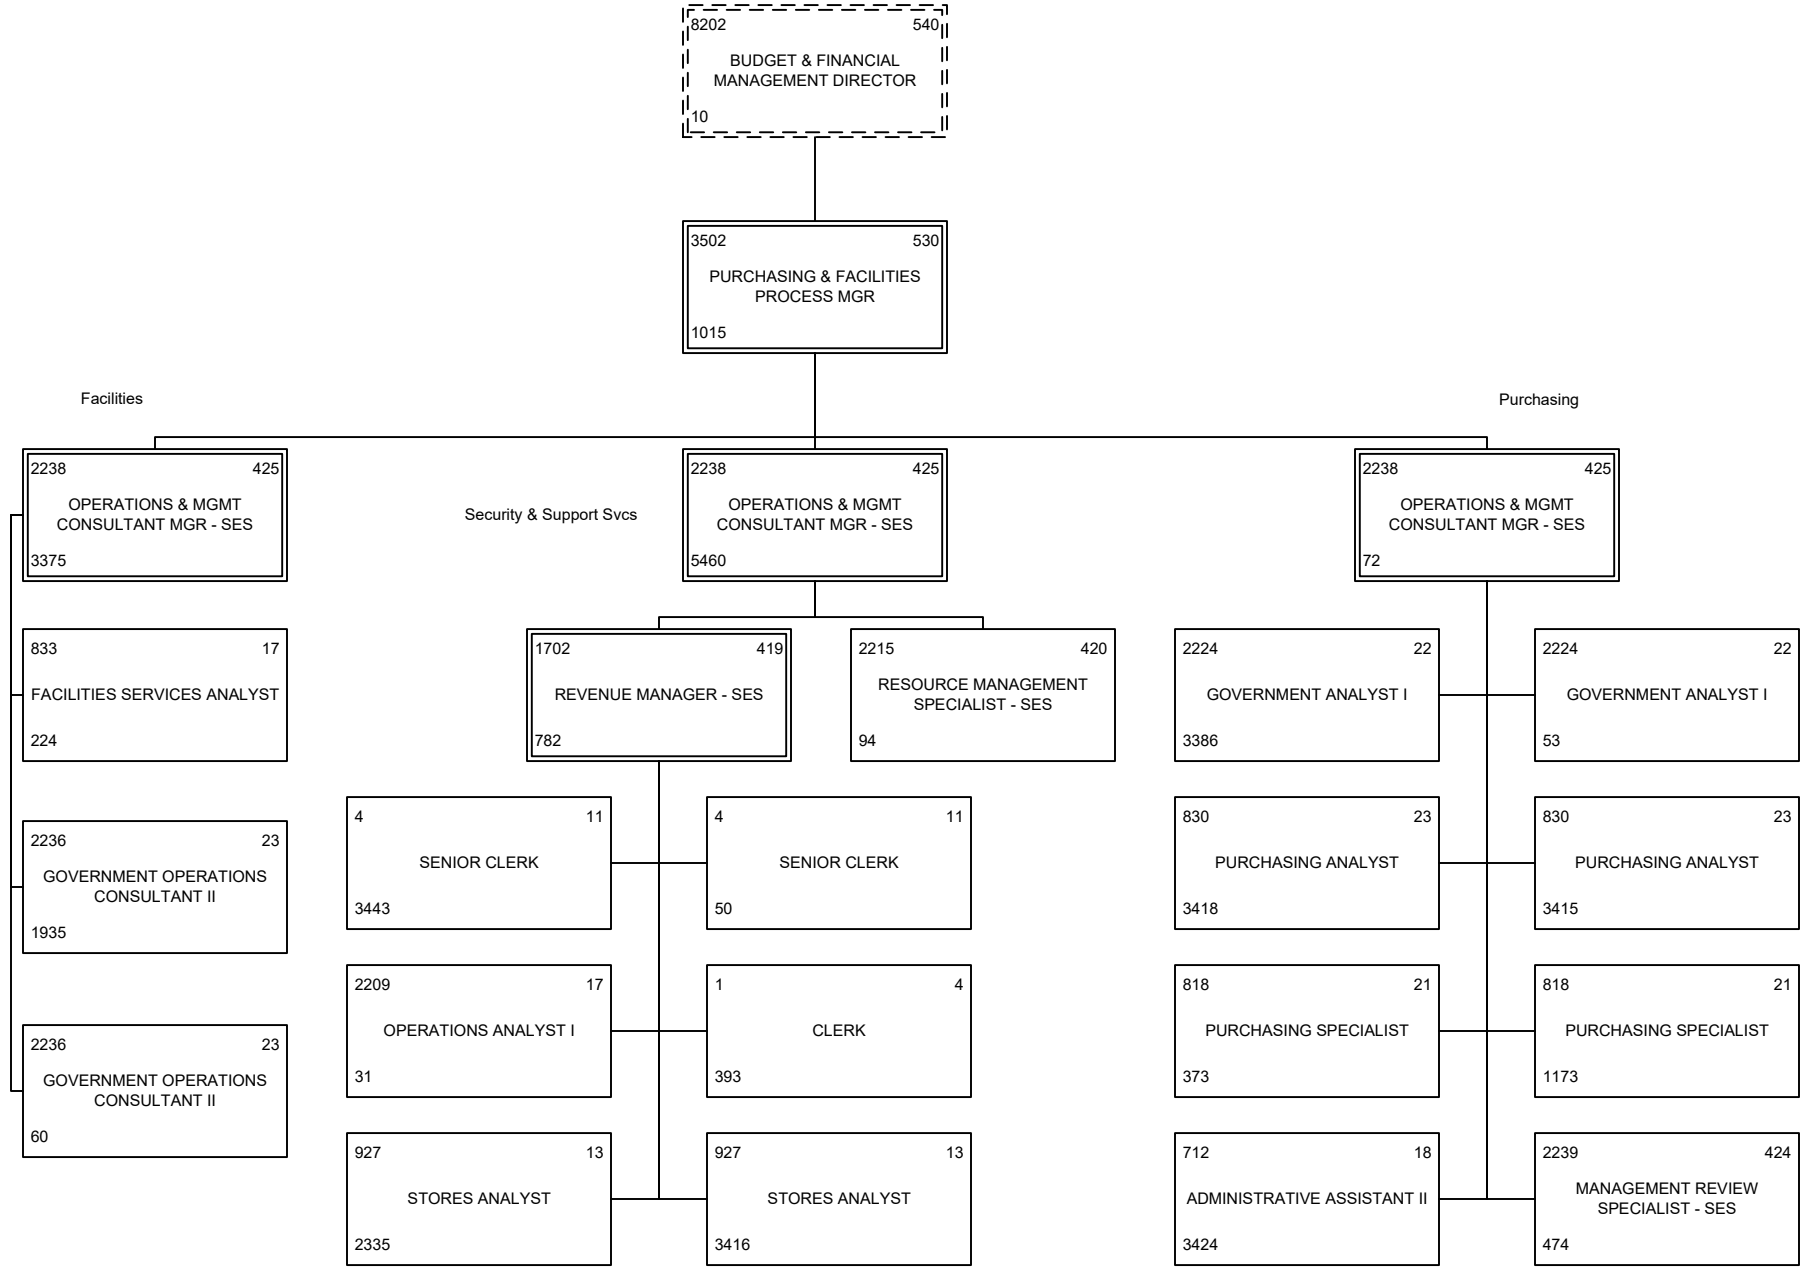 8202 540
BUDGET & FINANCIAL
MANAGEMENT DIRECTOR
10
3502 530
PURCHASING & FACILITIES
PROCESS MGR
1015
Facilities
2238 425
OPERATIONS & MGMT
CONSULTANT MGR - SES
3375
833 17
FACILITIES SERVICES ANALYST
224
2236 23
GOVERNMENT OPERATIONS
CONSULTANT II
1935
2236 23
GOVERNMENT OPERATIONS
CONSULTANT II
60
Security & Support Svcs
2238 425
OPERATIONS & MGMT
CONSULTANT MGR - SES
5460
1702 419
REVENUE MANAGER - SES
782
2215 420
RESOURCE MANAGEMENT
SPECIALIST - SES
94
4 11
SENIOR CLERK
3443
4 11
SENIOR CLERK
50
2209 17
OPERATIONS ANALYST I
31
1 4
CLERK
393
927 13
STORES ANALYST
2335
927 13
STORES ANALYST
3416
Purchasing
2238 425
OPERATIONS & MGMT
CONSULTANT MGR - SES
72
2224 22
GOVERNMENT ANALYST I
3386
2224 22
GOVERNMENT ANALYST I
53
830 23
PURCHASING ANALYST
3418
830 23
PURCHASING ANALYST
3415
818 21
PURCHASING SPECIALIST
373
818 21
PURCHASING SPECIALIST
1173
712 18
ADMINISTRATIVE ASSISTANT II
3424
2239 424
MANAGEMENT REVIEW
SPECIALIST - SES
474